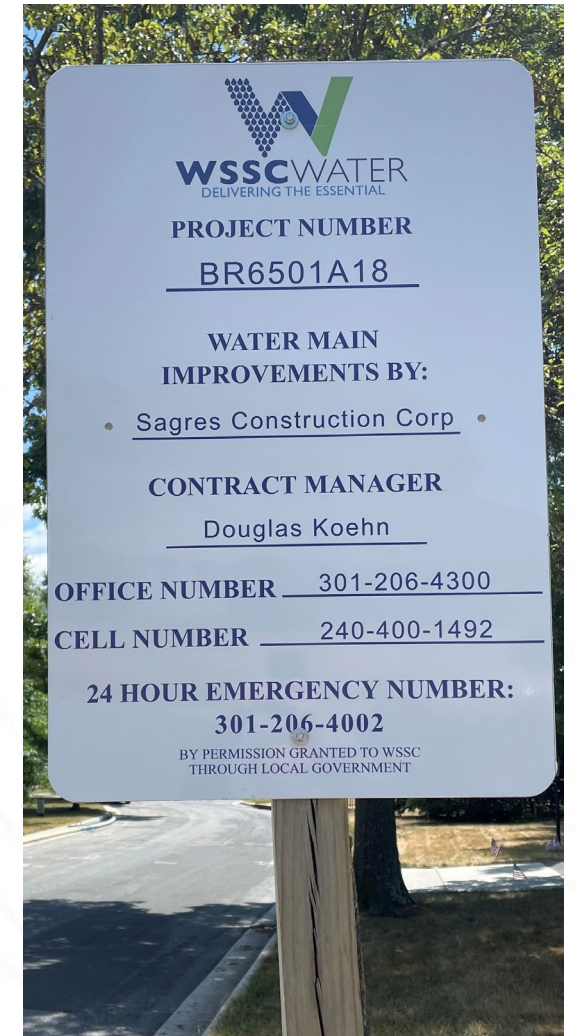 WSSCWATER
DELIVERING THE ESSENTIAL
PROJECT NUMBER
BR6501A18
WATER MAIN
IMPROVEMENTS BY:
Sagres Construction Corp
CONTRACT MANAGER
Douglas Koehn
OFFICE NUMBER 301-206-4300
CELL NUMBER 240-400-1492
24 HOUR EMERGENCY NUMBER:
301-206-4002
BY PERMISSION GRANTED TO WSSC
THROUGH LOCAL GOVERNMENT